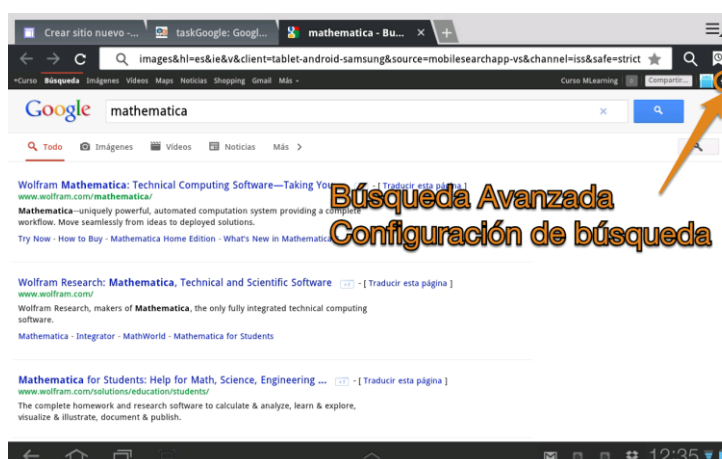 Crear sitio nuevo -...
taskGoogle: Googl...
mathematica - Bu... ×
images&hl=es&ie&v&client=tablet-android-samsung&source=mobilesearchapp-vs&channel=iss&safe=strict
+Curso Búsqueda Imágenes Vídeos Maps Noticias Shopping Gmail Más
Curso MLearning Compartir...
Google mathematica ×
Todo Imágenes Vídeos Noticias Más >
Wolfram Mathematica: Technical Computing Software—Taking - [ Traducir esta página ]
www.wolfram.com/mathematica/
Mathematica--uniquely powerful, automated computation system providing a complete
workflow. Move seamlessly from ideas to deployed solutions.
Try Now - How to Buy - Mathematica Home Edition - What's New in Mathematica
Búsqueda Avanzada
Configuración de búsqueda
Wolfram Research: Mathematica, Technical and Scientific Software +1 - [ Traducir esta página ]
www.wolfram.com/
Wolfram Research, makers of Mathematica, the only fully integrated technical computing
software.
Mathematica - Integrator - MathWorld - Mathematica for Students
Mathematica for Students: Help for Math, Science, Engineering ... +1 - [ Traducir esta página ]
www.wolfram.com/solutions/education/students/
The complete homework and research software to calculate & analyze, learn & explore,
visualize & illustrate, document & publish.
12:35